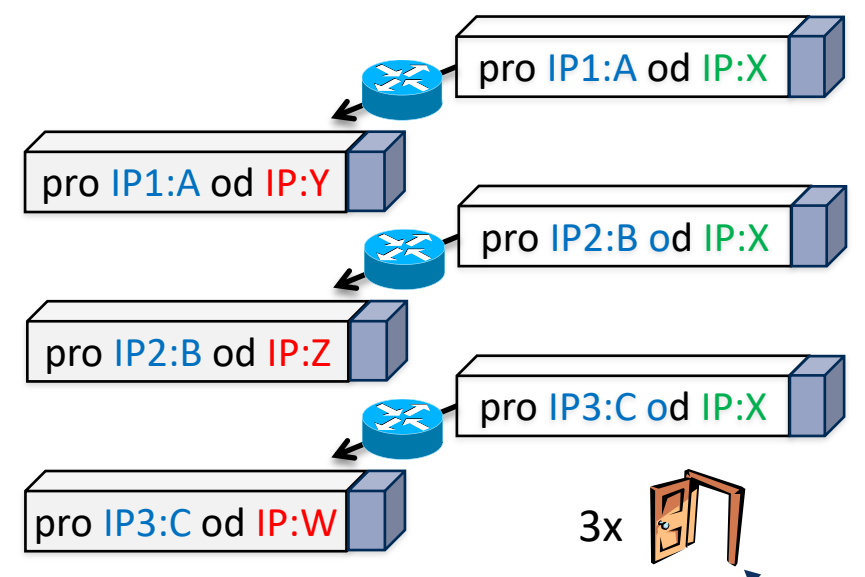 pro IP1:A od IP:X
pro IP1:A od IP:Y
pro IP2:B od IP:X
pro IP2:B od IP:Z
pro IP3:C od IP:X
pro IP3:C od IP:W
3x